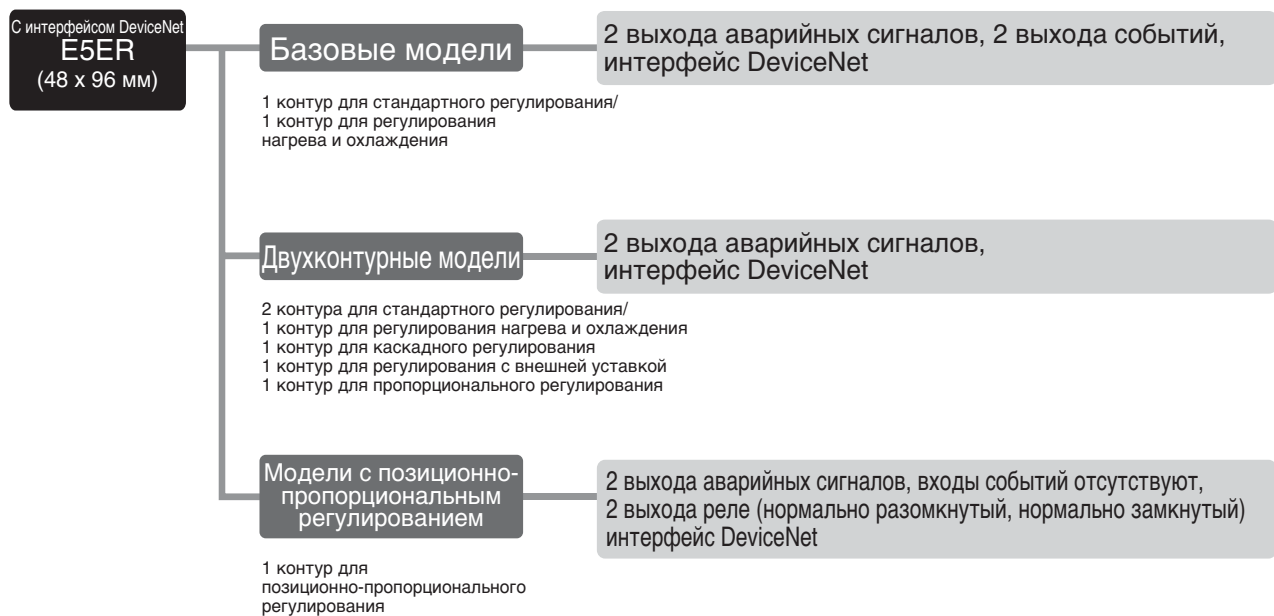 С интерфейсом DeviceNet
E5ER
(48 x 96 мм)
Базовые модели
2 выхода аварийных сигналов, 2 выхода событий,
интерфейс DeviceNet
1 контур для стандартного регулирования/
1 контур для регулирования
нагрева и охлаждения
Двухконтурные модели
2 выхода аварийных сигналов,
интерфейс DeviceNet
2 контура для стандартного регулирования/
1 контур для регулирования нагрева и охлаждения
1 контур для каскадного регулирования
1 контур для регулирования с внешней уставкой
1 контур для пропорционального регулирования
Модели с позиционно-
пропорциональным
регулированием
2 выхода аварийных сигналов, входы событий отсутствуют,
2 выхода реле (нормально разомкнутый, нормально замкнутый)
интерфейс DeviceNet
1 контур для
позиционно-пропорционального
регулирования